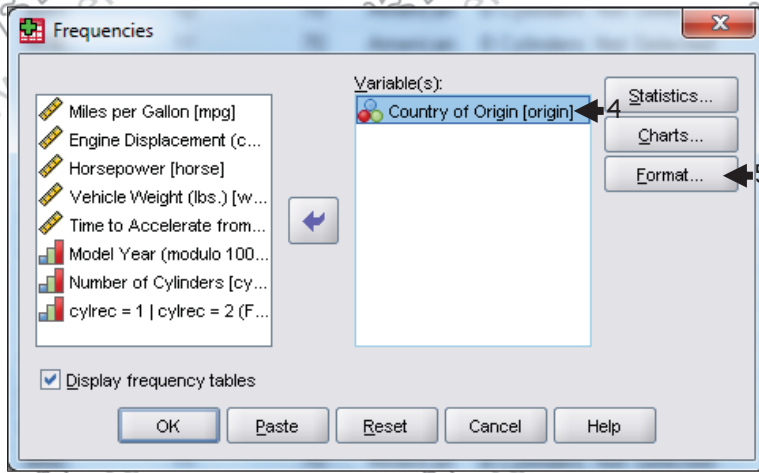 Frequencies
Variable(s):
Miles per Gallon [mpg]
Engine Displacement (c...
Horsepower [horse]
Vehicle Weight (lbs.) [w...
Time to Accelerate from...
Model Year (modulo 100...
Number of Cylinders [cy...
cylrec = 1 | cylrec = 2 (F...
Country of Origin [origin]
4
Statistics...
Charts...
Format...
5
Display frequency tables
OK
Paste
Reset
Cancel
Help